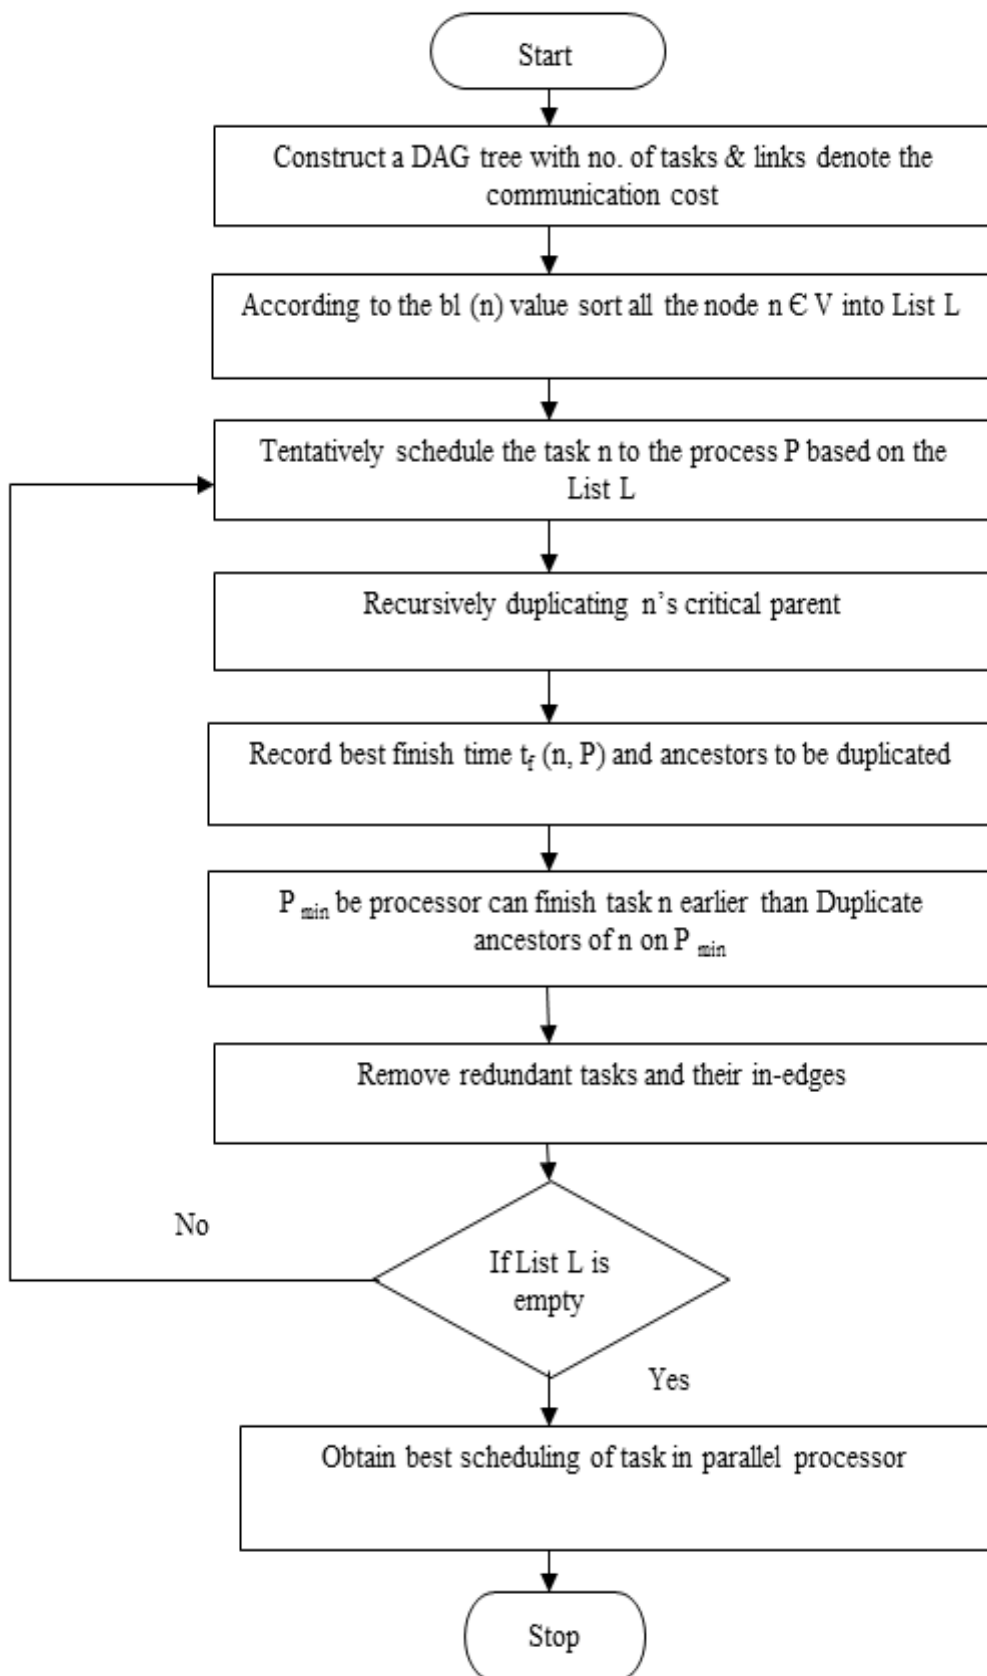 Start
Construct a DAG tree with no. of tasks & links denote the
communication cost
According to the bl (n) value sort all the node n Є V into List L
Tentatively schedule the task n to the process P based on the
List L
Recursively duplicating n’s critical parent
Record best finish time tf (n, P) and ancestors to be duplicated
P min be processor can finish task n earlier than Duplicate
ancestors of n on P min
Remove redundant tasks and their in-edges
No
If List L is
empty
Yes
Obtain best scheduling of task in parallel processor
Stop